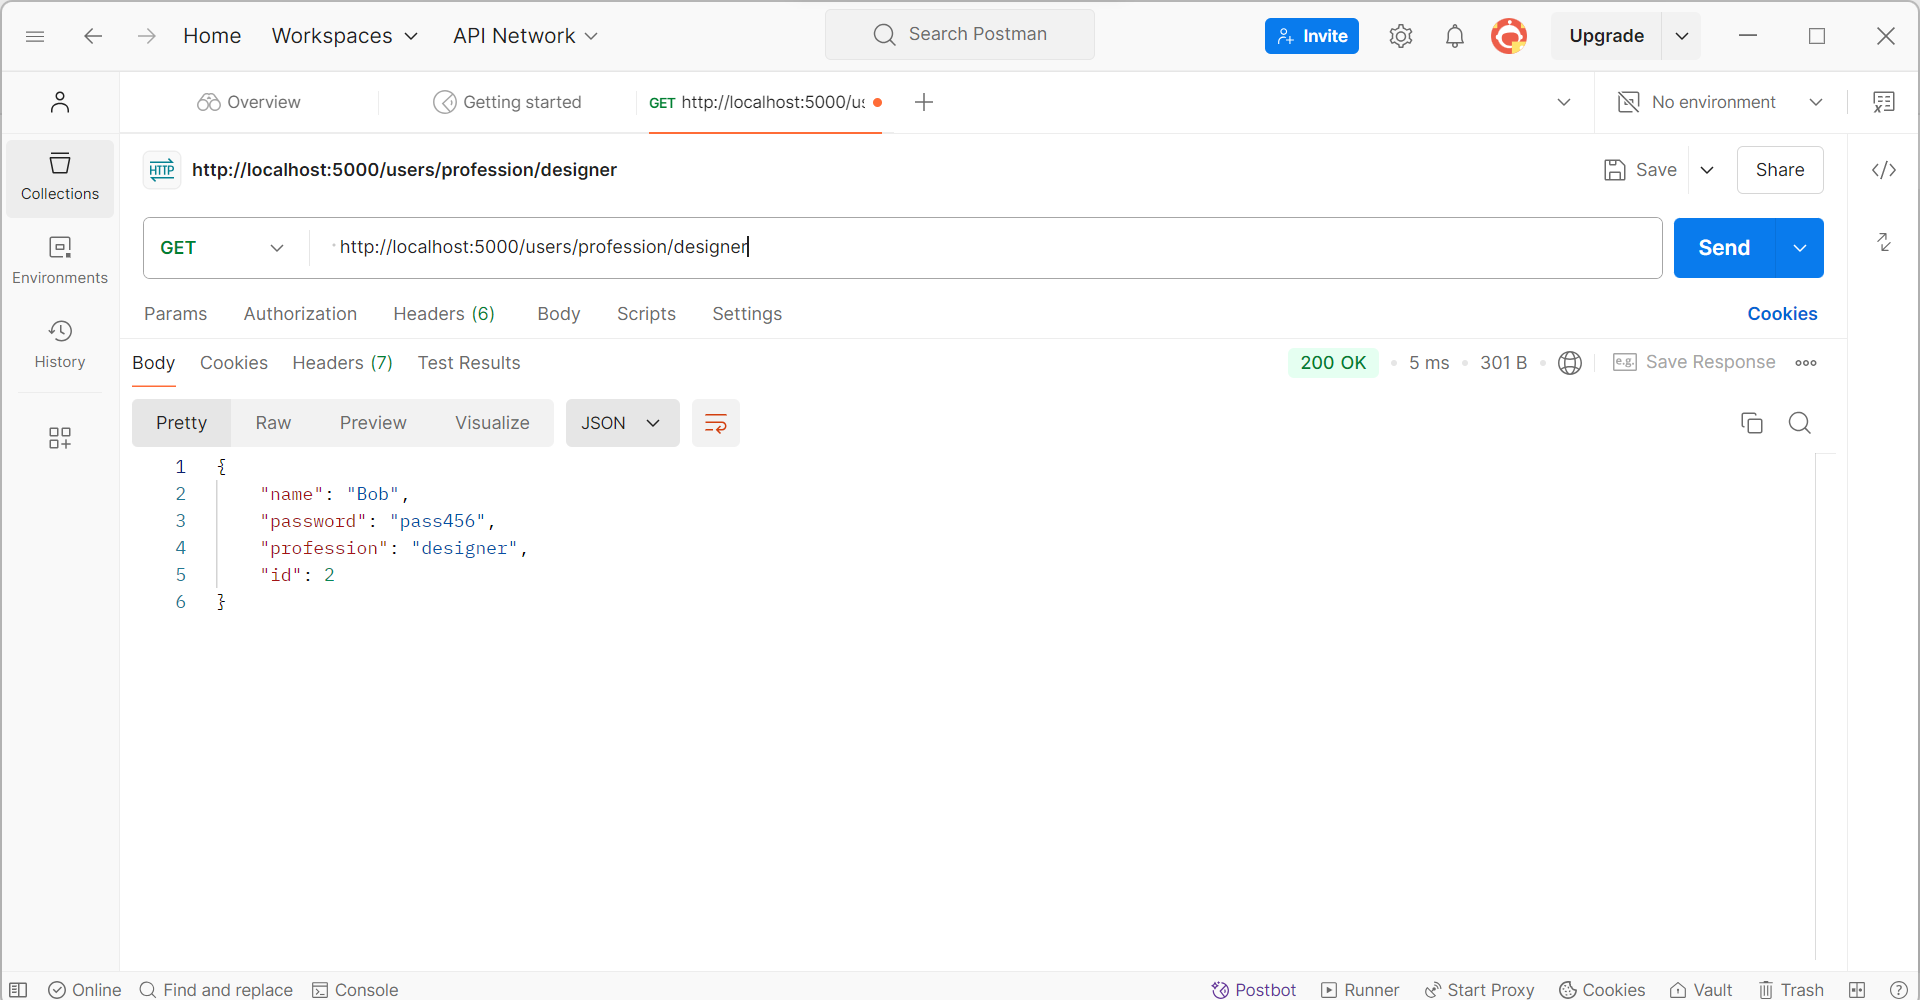 Home Workspaces API Network Search Postman Invite Upgrade
Overview Getting started GET http://localhost:5000/us No environment
HTTP http://localhost:5000/users/profession/designer Save Share
Collections
GET http://localhost:5000/users/profession/designer Send
Environments
Params Authorization Headers (6) Body Scripts Settings Cookies
History
Body Cookies Headers (7) Test Results 200 OK 5 ms 301 B e.g. Save Response
Pretty Raw Preview Visualize JSON
1 {
2 "name": "Bob",
3 "password": "pass456",
4 "profession": "designer",
5 "id": 2
6 }
Online Find and replace Console Postbot Runner Start Proxy Cookies Vault Trash